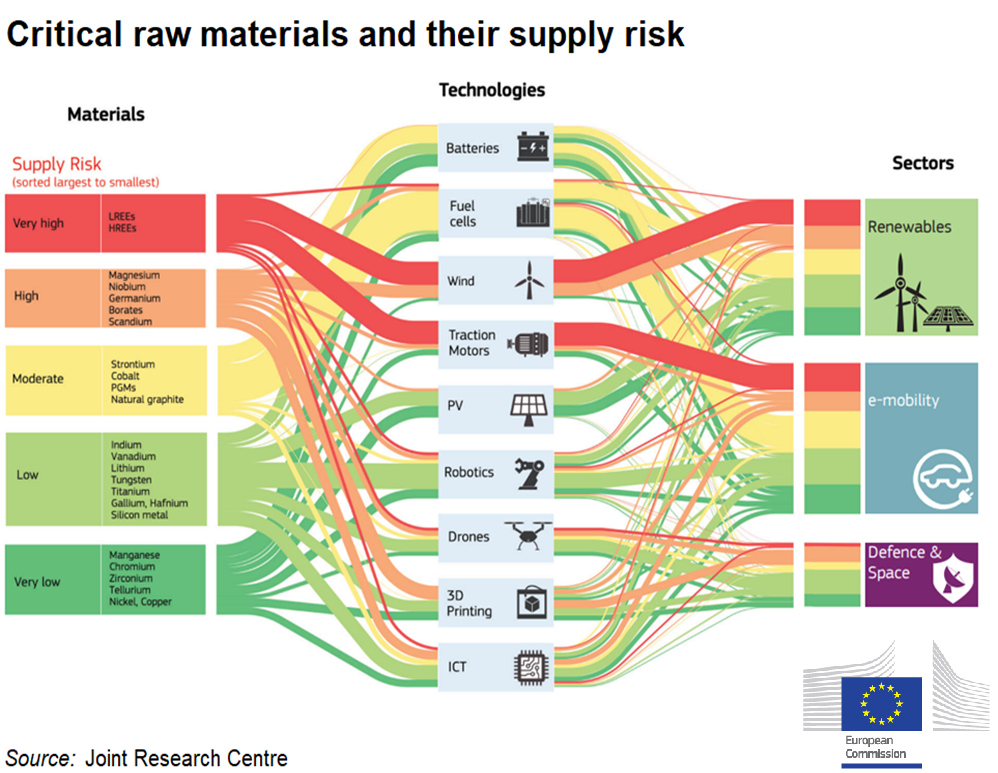 Critical raw materials and their supply risk
Technologies
Materials
Sectors
Supply Risk
(sorted largest to smallest)
Very high
LREEs
HREEs
High
Magnesium
Niobium
Germanium
Borates
Scandium
Moderate
Strontium
Cobalt
PGMs
Natural graphite
Low
Indium
Vanadium
Lithium
Tungsten
Titanium
Gallium, Hafnium
Silicon metal
Very low
Manganese
Chromium
Zirconium
Tellurium
Nickel, Copper
Batteries
Fuel
cells
Wind
Traction
Motors
PV
Robotics
Drones
3D
Printing
ICT
Renewables
e-mobility
Defence &
Space
European
Commission
Source: Joint Research Centre